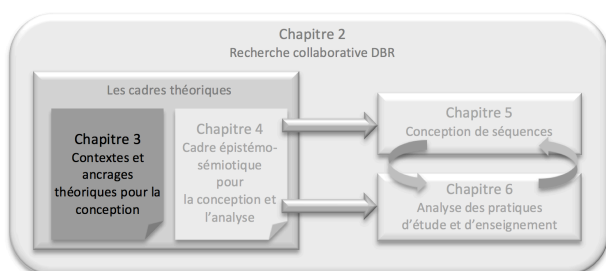 Chapitre 2
Recherche collaborative DBR
Les cadres théoriques
Chapitre 3
Contextes et
ancrages
théoriques pour la
conception
Chapitre 4
Cadre épistémo-
sémiotique
pour
la conception et
l'analyse
Chapitre 5
Conception de séquences
Chapitre 6
Analyse des pratiques
d'étude et d'enseignement